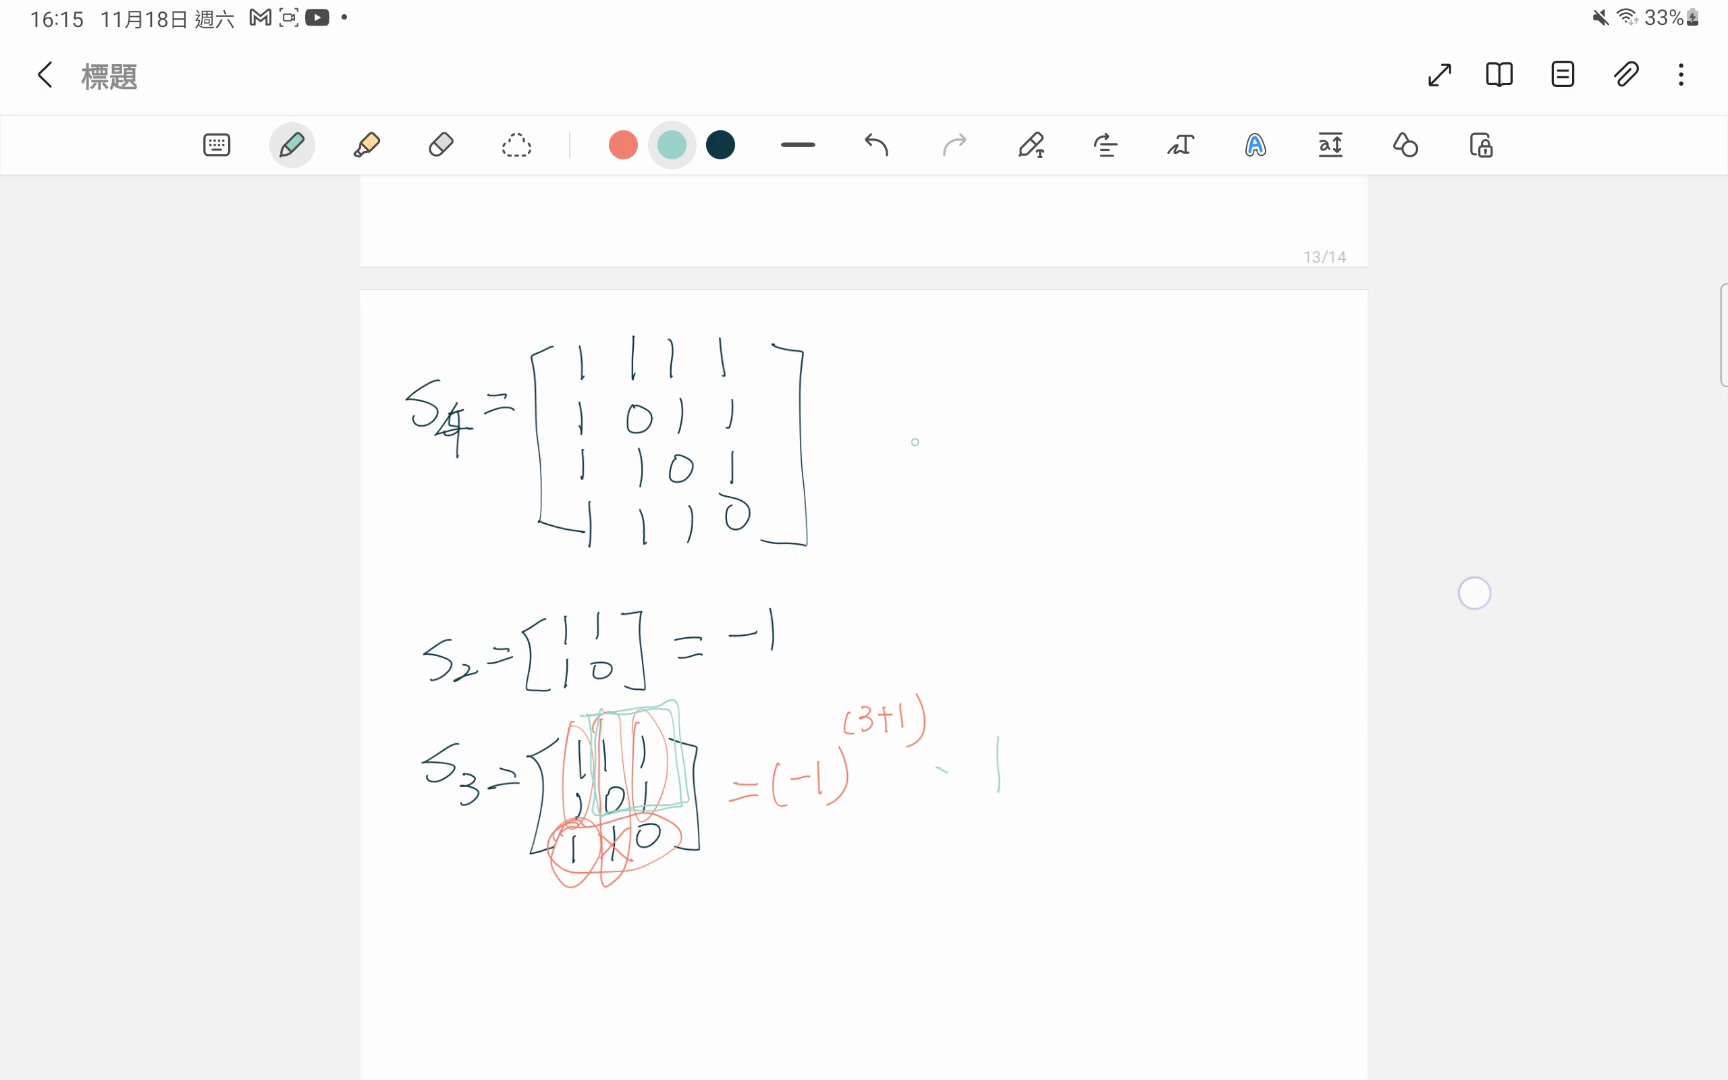 16:15 11月18日 週六 33%
標題
13/14
S4 = [ 1 1 1 1
1 0 1 1
1 1 0 1
1 1 1 0 ]
S2 = [ 1 1
1 0 ] = -1
S3 = [ 1 1 1
1 0 1
1 1 0 ] = (-1)^(3+1) · 1